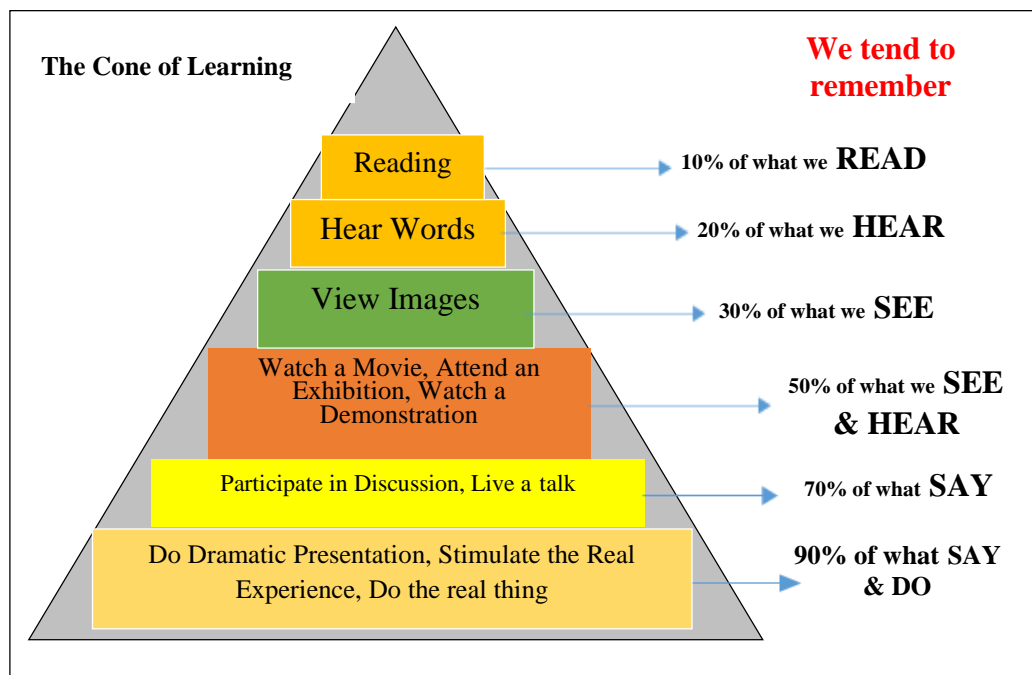 The Cone of Learning
We tend to
remember
Reading
10% of what we READ
Hear Words
20% of what we HEAR
View Images
30% of what we SEE
Watch a Movie, Attend an
Exhibition, Watch a
Demonstration
50% of what we SEE
& HEAR
Participate in Discussion, Live a talk
70% of what SAY
Do Dramatic Presentation, Stimulate the Real
Experience, Do the real thing
90% of what SAY
& DO